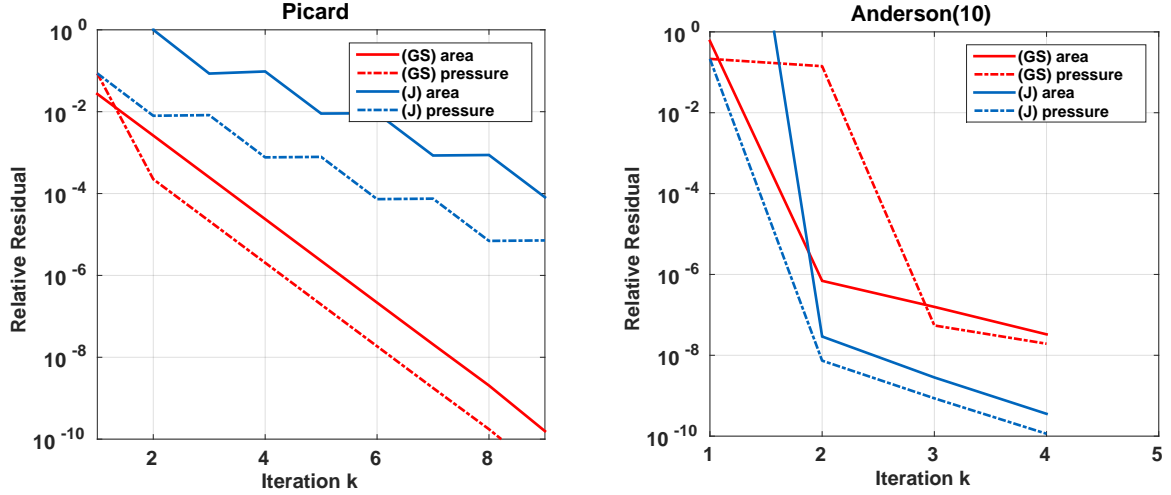 Picard
10 0
10 -2
10 -4
10 -6
10 -8
10 -10
Relative Residual
(GS) area
(GS) pressure
(J) area
(J) pressure
2 4 6 8
Iteration k
Anderson(10)
10 0
10 -2
10 -4
10 -6
10 -8
10 -10
Relative Residual
(GS) area
(GS) pressure
(J) area
(J) pressure
1 2 3 4 5
Iteration k